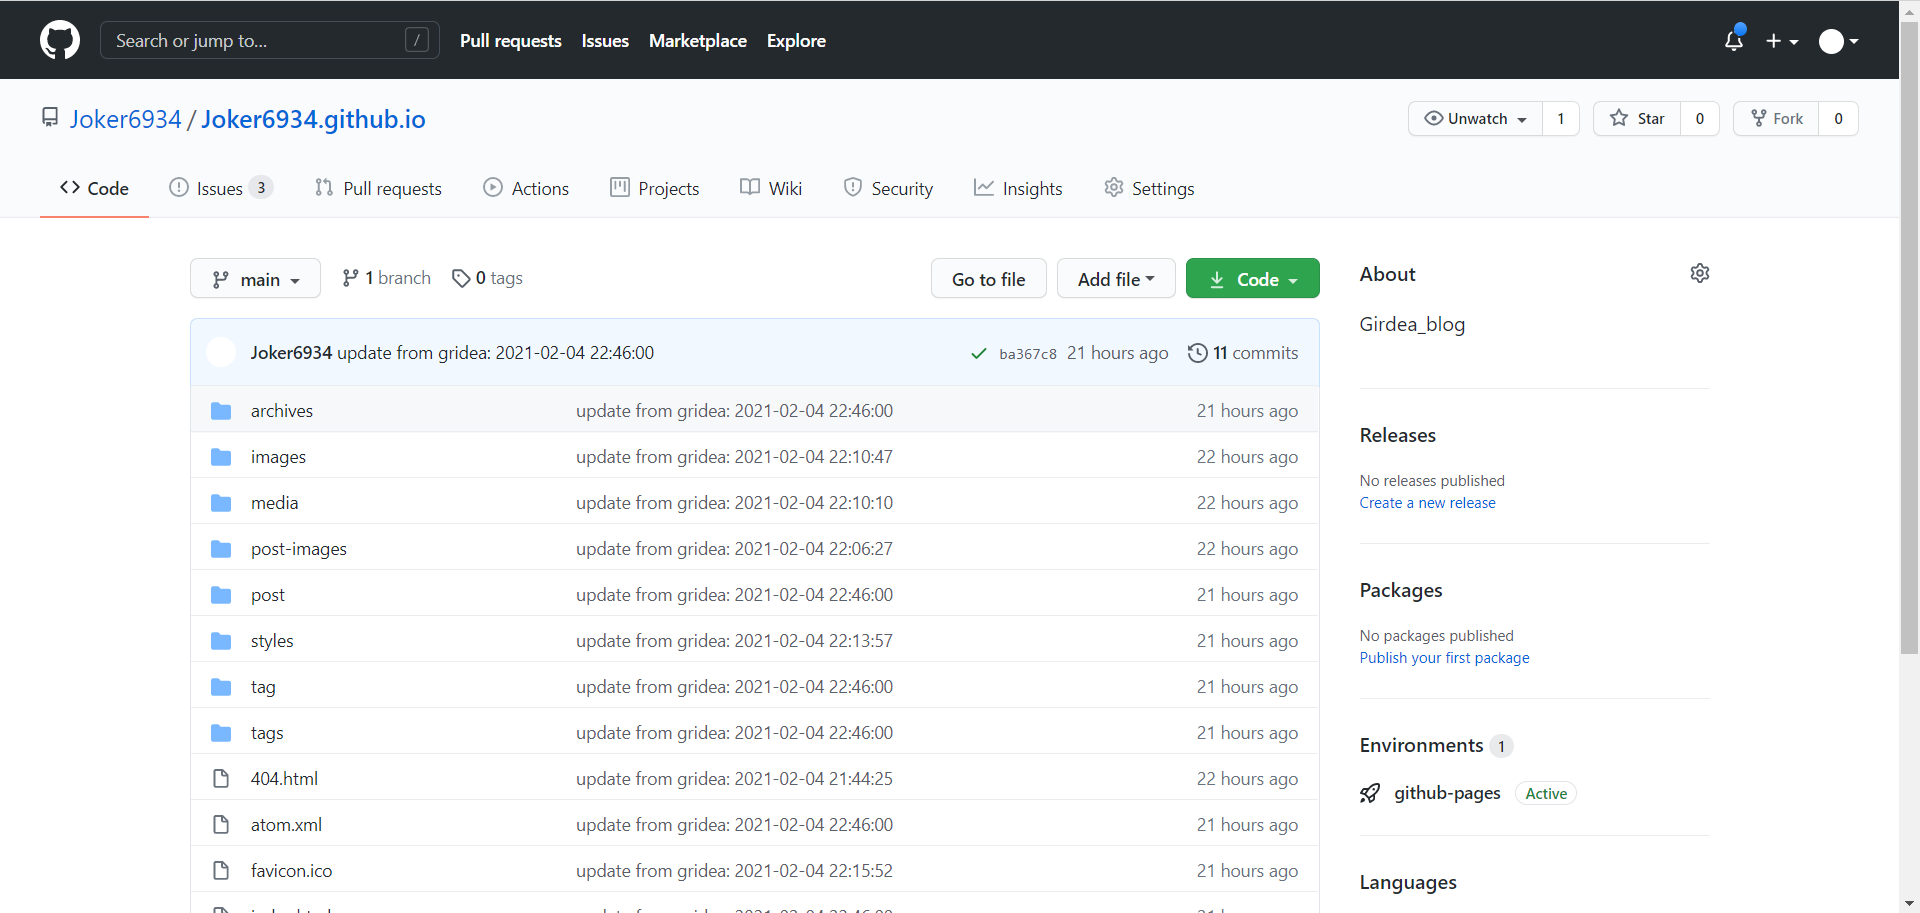 Search or jump to... /
Pull requests Issues Marketplace Explore
Joker6934 / Joker6934.github.io
Unwatch 1 Star 0 Fork 0
Code Issues 3 Pull requests Actions Projects Wiki Security Insights Settings
main 1 branch 0 tags Go to file Add file Code
Joker6934 update from gridea: 2021-02-04 22:46:00 ba367c8 21 hours ago 11 commits
archives update from gridea: 2021-02-04 22:46:00 21 hours ago
images update from gridea: 2021-02-04 22:10:47 22 hours ago
media update from gridea: 2021-02-04 22:10:10 22 hours ago
post-images update from gridea: 2021-02-04 22:06:27 22 hours ago
post update from gridea: 2021-02-04 22:46:00 21 hours ago
styles update from gridea: 2021-02-04 22:13:57 21 hours ago
tag update from gridea: 2021-02-04 22:46:00 21 hours ago
tags update from gridea: 2021-02-04 22:46:00 21 hours ago
404.html update from gridea: 2021-02-04 21:44:25 22 hours ago
atom.xml update from gridea: 2021-02-04 22:46:00 21 hours ago
favicon.ico update from gridea: 2021-02-04 22:15:52 21 hours ago
About
Girdea_blog
Releases
No releases published
Create a new release
Packages
No packages published
Publish your first package
Environments 1
github-pages Active
Languages